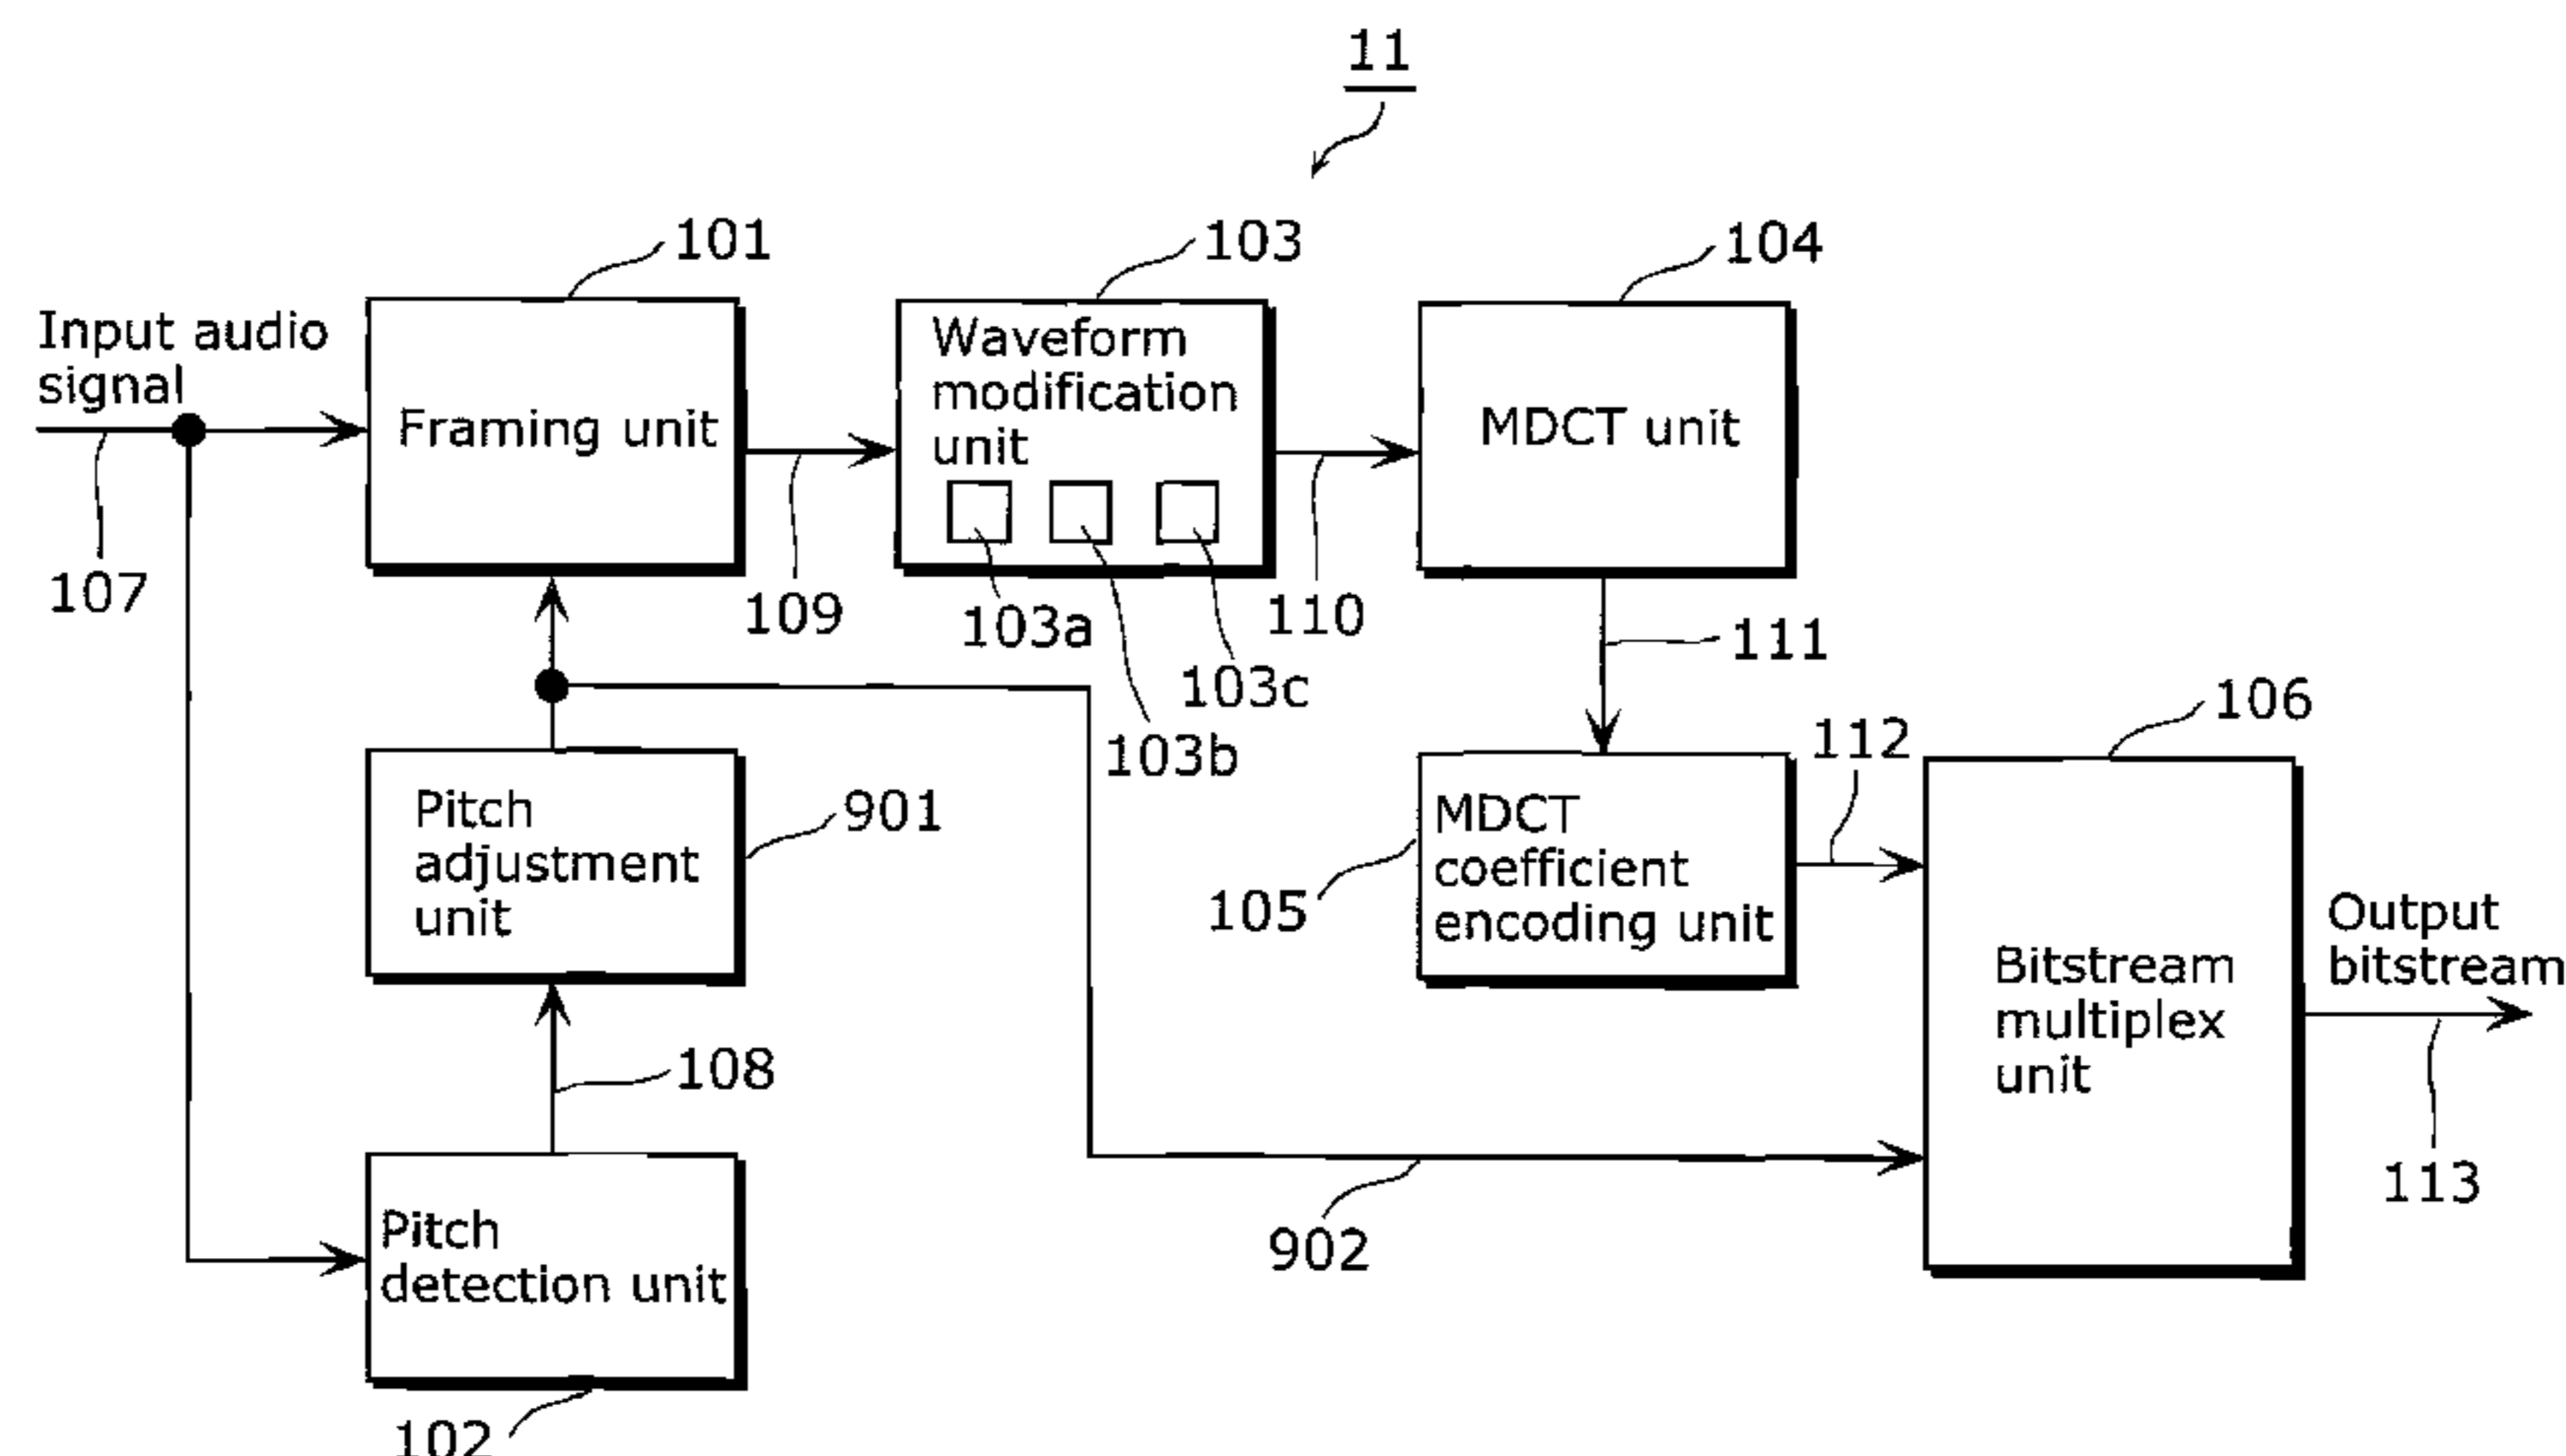 11
101
103
104
Input audio
signal
Framing unit
Waveform
modification
unit
MDCT unit
107
109
103a
110
103c
103b
111
106
112
Pitch
adjustment
unit
901
MDCT
coefficient
encoding unit
105
Bitstream
multiplex
unit
Output
bitstream
108
113
902
Pitch
detection unit
102